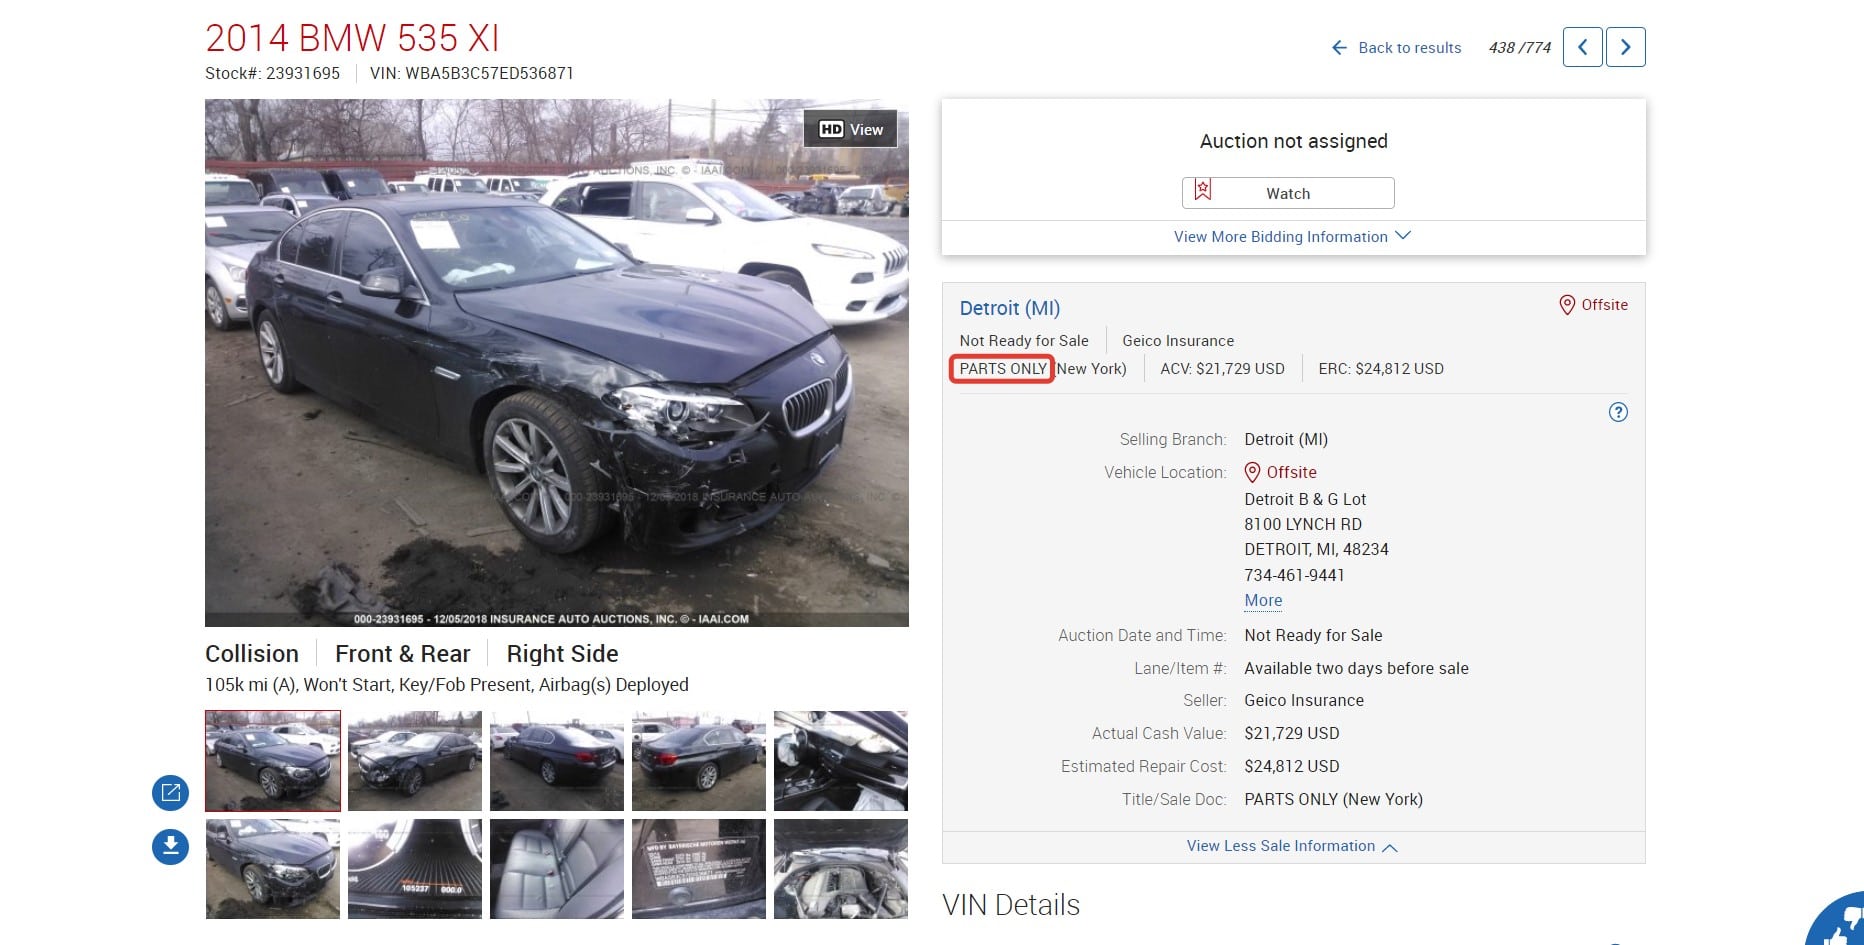 2014 BMW 535 XI
Stock#: 23931695
VIN: WBA5B3C57ED536871
Back to results
438 /774
HD View
000-23931695 - 12/05/2018 INSURANCE AUTO AUCTIONS, INC. © - IAAI.COM
Collision
Front & Rear
Right Side
105k mi (A), Won't Start, Key/Fob Present, Airbag(s) Deployed
105237 000.0
Auction not assigned
Watch
View More Bidding Information
Detroit (MI)
Offsite
Not Ready for Sale
Geico Insurance
PARTS ONLY (New York)
ACV: $21,729 USD
ERC: $24,812 USD
?
Selling Branch: Detroit (MI)
Vehicle Location: Offsite
Detroit B & G Lot
8100 LYNCH RD
DETROIT, MI, 48234
734-461-9441
More
Auction Date and Time: Not Ready for Sale
Lane/Item #: Available two days before sale
Seller: Geico Insurance
Actual Cash Value: $21,729 USD
Estimated Repair Cost: $24,812 USD
Title/Sale Doc: PARTS ONLY (New York)
View Less Sale Information
VIN Details